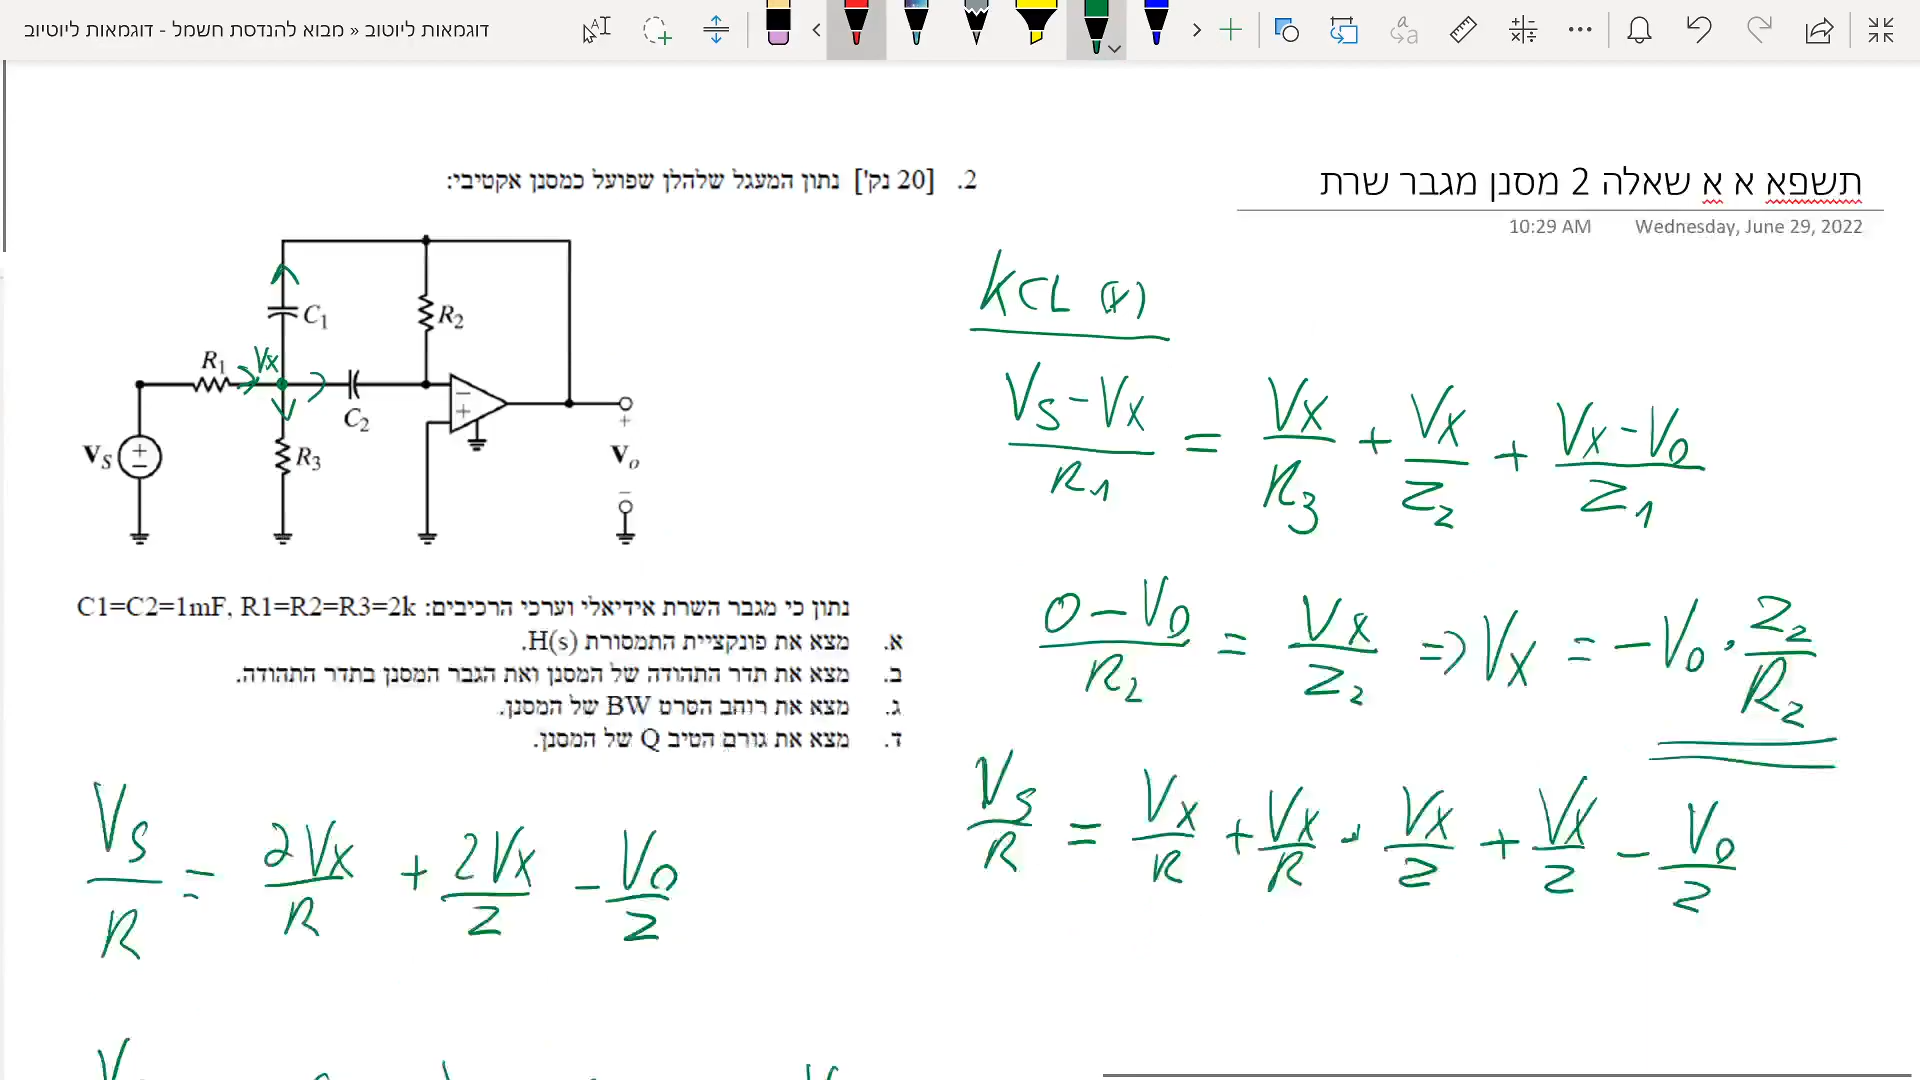 דוגמאות ליוטוב « מבוא להנדסת חשמל - דוגמאות ליוטיוב
תשפא א א שאלה 2 מסנן מגבר שרת
Wednesday, June 29, 2022 10:29 AM
2. [20 נק'] נתון המעגל שלהלן שפועל כמסנן אקטיבי:
C1
R2
R1
Vx
C2
VS
R3
Vo
נתון כי מגבר השרת אידיאלי וערכי הרכיבים: C1=C2=1mF, R1=R2=R3=2k
א. מצא את פונקציית התמסורת H(s).
ב. מצא את תדר התהודה של המסנן ואת הגבר המסנן בתדר התהודה.
ג. מצא את רוחב הסרט BW של המסנן.
ד. מצא את גורם הטיב Q של המסנן.
KCL (x)
(Vs-Vx)/R1 = Vx/R3 + Vx/Z2 + (Vx-Vo)/Z1
(0-Vo)/R2 = Vx/Z2 => Vx = -Vo · Z2/R2
Vs/R = Vx/R + Vx/R + Vx/Z + Vx/Z - Vo/Z
Vs/R = 2Vx/R + 2Vx/Z - Vo/Z